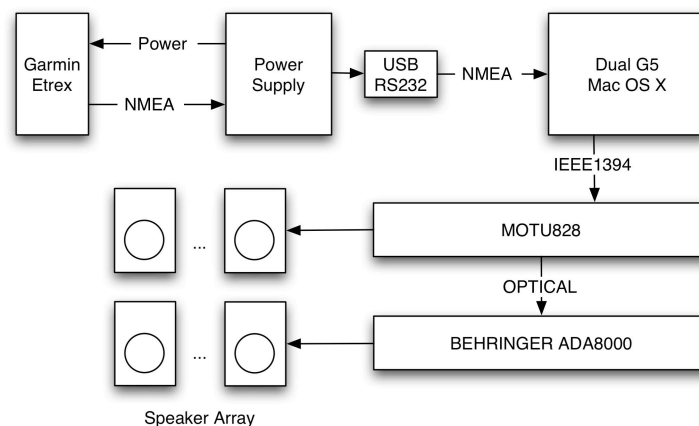 Garmin
Etrex
Power
NMEA
Power
Supply
USB
RS232
NMEA
Dual G5
Mac OS X
IEEE1394
MOTU828
...
OPTICAL
BEHRINGER ADA8000
...
Speaker Array